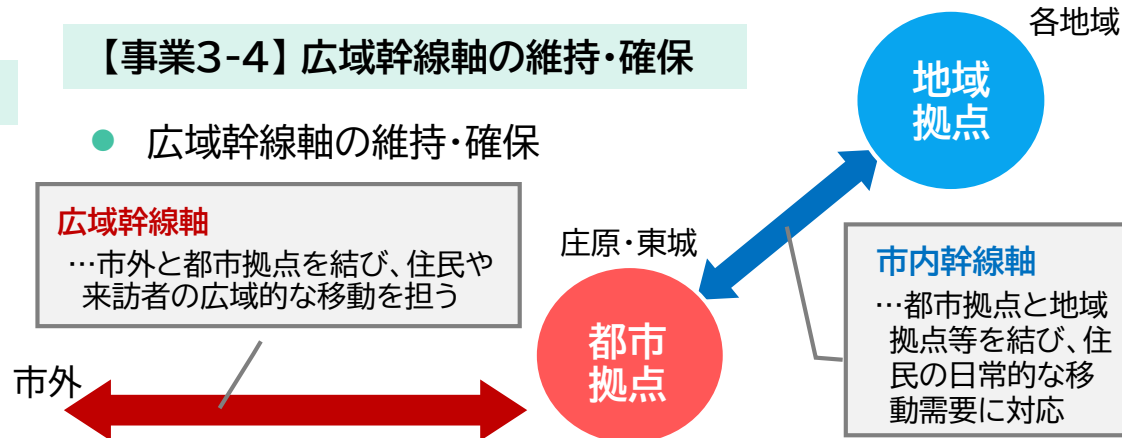 【事業3-4】 広域幹線軸の維持・確保
● 広域幹線軸の維持・確保
各地域
地域
拠点
広域幹線軸
…市外と都市拠点を結び、住民や
来訪者の広域的な移動を担う
庄原・東城
都市
拠点
市外
市内幹線軸
…都市拠点と地域
拠点等を結び、住
民の日常的な移
動需要に対応